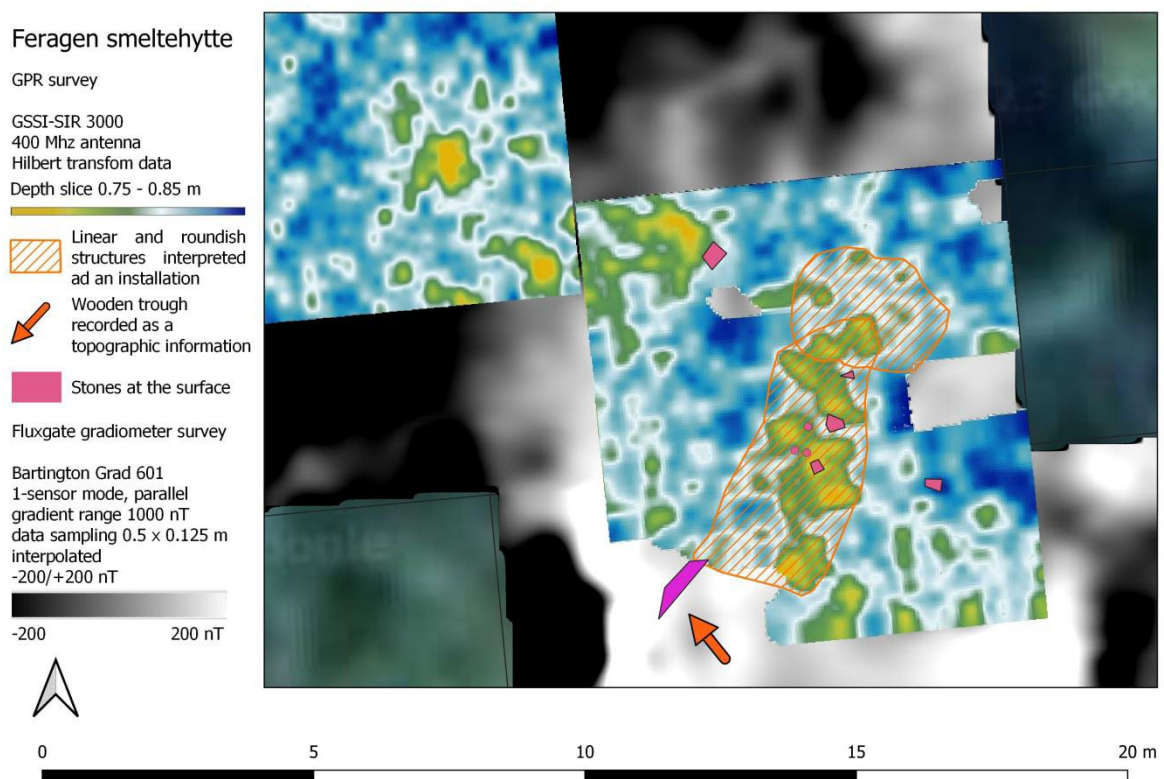 Feragen smeltehytte
GPR survey
GSSI-SIR 3000
400 Mhz antenna
Hilbert transfom data
Depth slice 0.75 - 0.85 m
Linear and roundish
structures interpreted
ad an installation
Wooden trough
recorded as a
topographic information
Stones at the surface
Fluxgate gradiometer survey
Bartington Grad 601
1-sensor mode, parallel
gradient range 1000 nT
data sampling 0.5 x 0.125 m
interpolated
-200/+200 nT
-200 200 nT
0 5 10 15 20 m